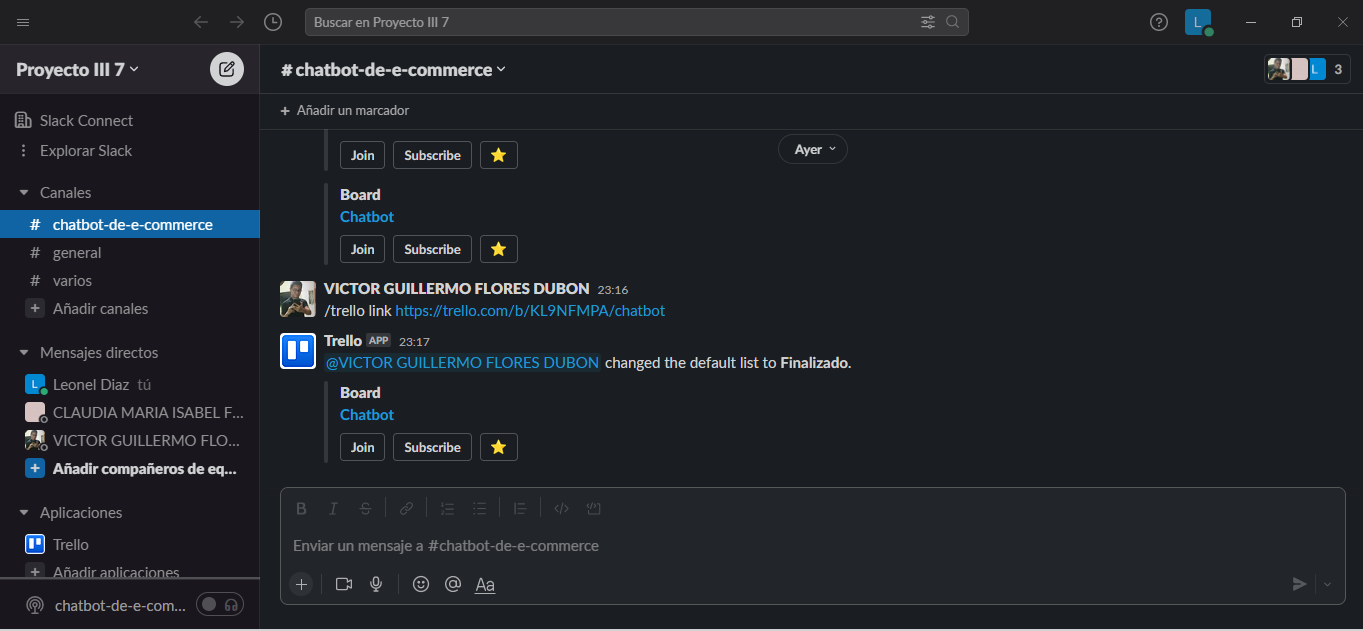 Buscar en Proyecto III 7
L
Proyecto III 7
# chatbot-de-e-commerce
L 3
+ Añadir un marcador
Slack Connect
Explorar Slack
Canales
# chatbot-de-e-commerce
# general
# varios
+ Añadir canales
Mensajes directos
L Leonel Diaz tú
CLAUDIA MARIA ISABEL F...
VICTOR GUILLERMO FLO...
+ Añadir compañeros de eq...
Aplicaciones
Trello
+ Añadir aplicaciones
chatbot-de-e-com...
Ayer
Join Subscribe
Board
Chatbot
Join Subscribe
VICTOR GUILLERMO FLORES DUBON 23:16
/trello link https://trello.com/b/KL9NFMPA/chatbot
Trello APP 23:17
@VICTOR GUILLERMO FLORES DUBON changed the default list to Finalizado.
Board
Chatbot
Join Subscribe
B I S
Enviar un mensaje a #chatbot-de-e-commerce
+ @ Aa